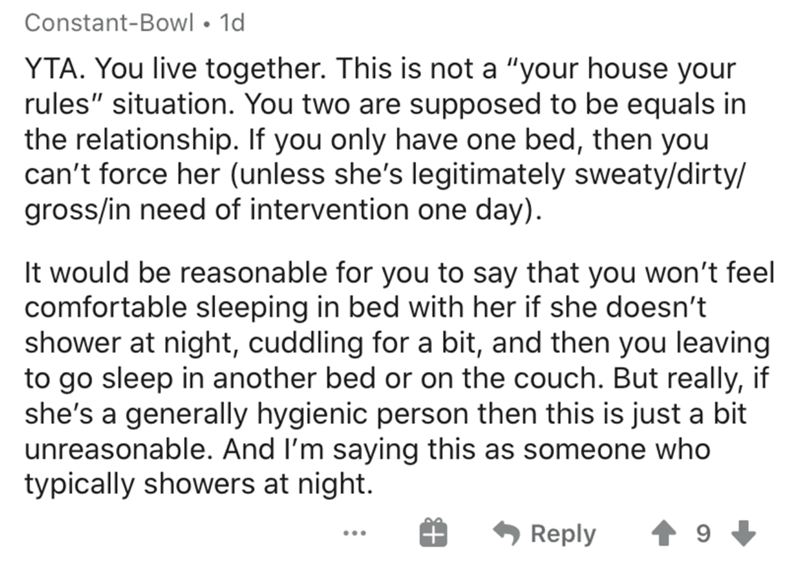 Constant-Bowl • 1d
YTA. You live together. This is not a “your house your
rules” situation. You two are supposed to be equals in
the relationship. If you only have one bed, then you
can’t force her (unless she’s legitimately sweaty/dirty/
gross/in need of intervention one day).
It would be reasonable for you to say that you won’t feel
comfortable sleeping in bed with her if she doesn’t
shower at night, cuddling for a bit, and then you leaving
to go sleep in another bed or on the couch. But really, if
she’s a generally hygienic person then this is just a bit
unreasonable. And I’m saying this as someone who
typically showers at night.
... Reply 9